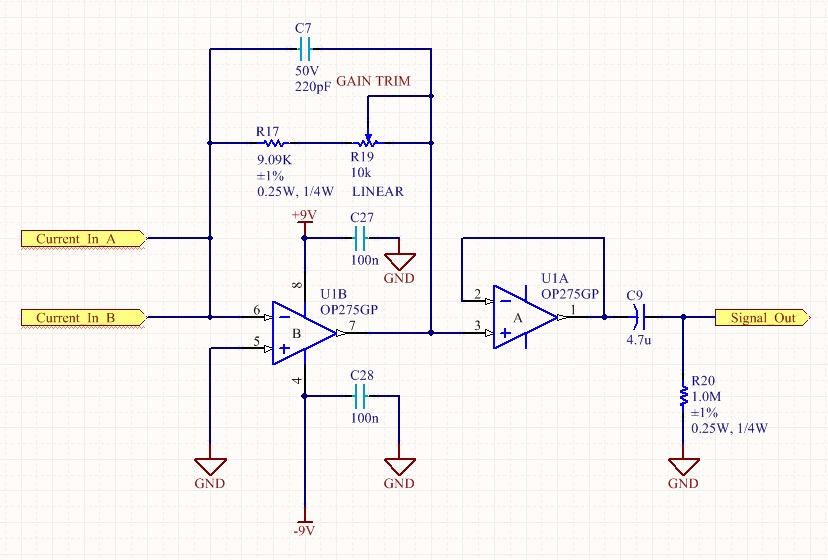 C7
50V
220pF
GAIN TRIM
R17
9.09K
±1%
0.25W, 1/4W
R19
10k
LINEAR
+9V
C27
100n
GND
Current In A
Current In B
8
U1B
OP275GP
6
5
B
7
4
C28
100n
GND
GND
-9V
U1A
OP275GP
2
3
A
1
C9
4.7u
Signal Out
R20
1.0M
±1%
0.25W, 1/4W
GND